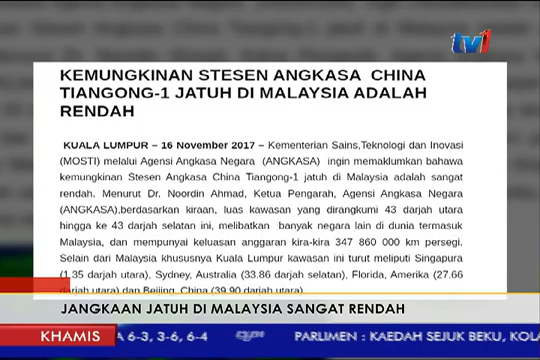 tv1
KEMUNGKINAN STESEN ANGKASA CHINA
TIANGONG-1 JATUH DI MALAYSIA ADALAH
RENDAH
KUALA LUMPUR – 16 November 2017 – Kementerian Sains,Teknologi dan Inovasi
(MOSTI) melalui Agensi Angkasa Negara (ANGKASA) ingin memaklumkan bahawa
kemungkinan Stesen Angkasa China Tiangong-1 jatuh di Malaysia adalah sangat
rendah. Menurut Dr. Noordin Ahmad, Ketua Pengarah, Agensi Angkasa Negara
(ANGKASA),berdasarkan kiraan, luas kawasan yang dirangkumi 43 darjah utara
hingga ke 43 darjah selatan ini, melibatkan banyak negara lain di dunia termasuk
Malaysia, dan mempunyai keluasan anggaran kira-kira 347 860 000 km persegi.
Selain dari Malaysia khususnya Kuala Lumpur kawasan ini turut meliputi Singapura
(1.35 darjah utara), Sydney, Australia (33.86 darjah selatan), Florida, Amerika (27.66
darjah utara) dan Beijing, China (39.90 darjah utara)
JANGKAAN JATUH DI MALAYSIA SANGAT RENDAH
KHAMIS A 6-3, 3-6, 6-4 PARLIMEN : KAEDAH SEJUK BEKU, KOLA